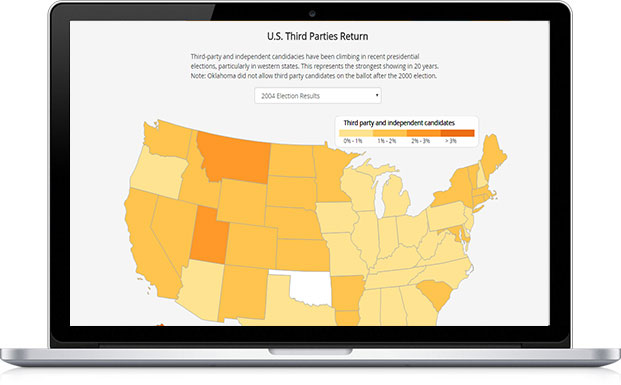 U.S. Third Parties Return
Third-party and independent candidacies have been climbing in recent presidential
elections, particularly in western states. This represents the strongest showing in 20 years.
Note: Oklahoma did not allow third party candidates on the ballot after the 2000 election.
2004 Election Results
Third party and independent candidates
0% - 1% 1% - 2% 2% - 3% > 3%